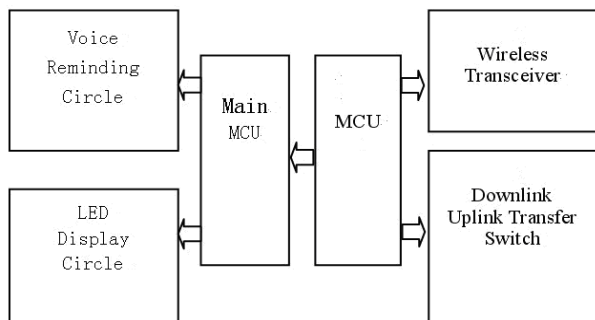 Voice
Reminding
Circle
Main
MCU
MCU
Wireless
Transceiver
LED
Display
Circle
Downlink
Uplink Transfer
Switch